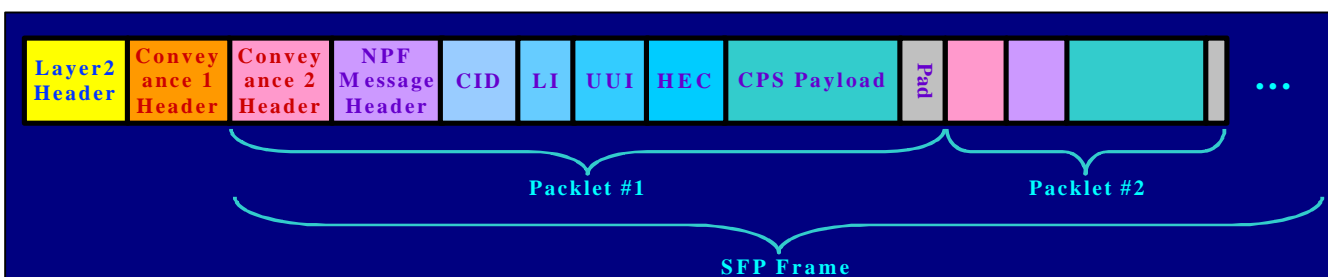 Layer2 Header
Convey ance 1 Header
Convey ance 2 Header
NPF Message Header
CID
LI
UUI
HEC
CPS Payload
Pad
...
Packlet #1
Packlet #2
SFP Frame